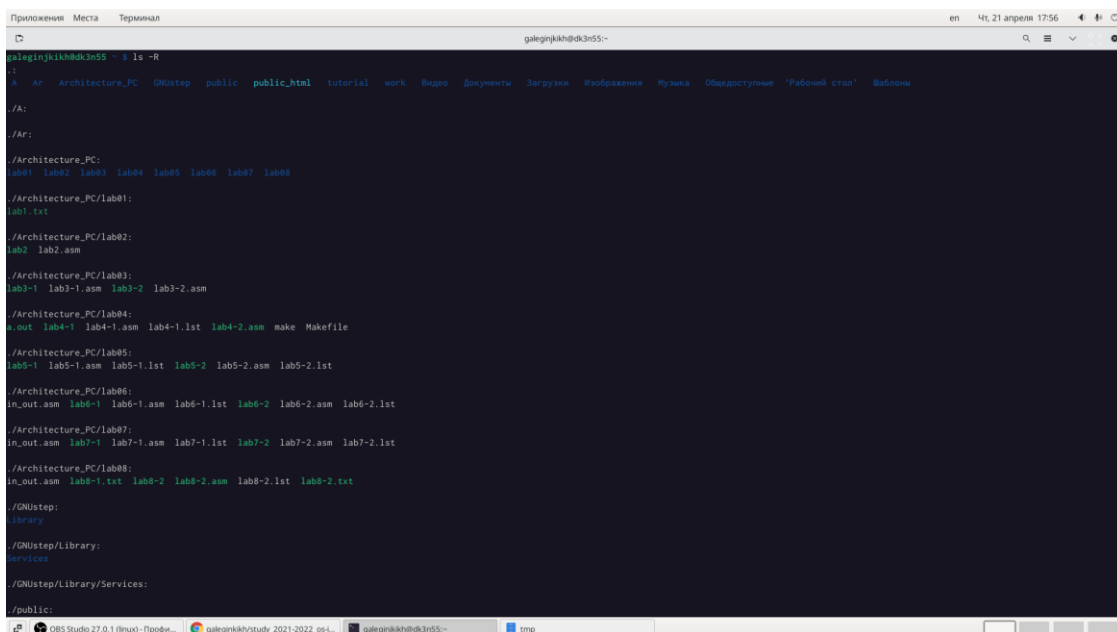 Приложения Места Терминал en Чт, 21 апреля 17:56
galeginjkikh@dk3n55:~
galeginjkikh@dk3n55 ~ $ ls -R
.:
A Ar Architecture_PC GNUstep public public_html tutorial work Видео Документы Загрузки Изображения Музыка Общедоступные 'Рабочий стол' Шаблоны
./A:
./Ar:
./Architecture_PC:
lab01 lab02 lab03 lab04 lab05 lab06 lab07 lab08
./Architecture_PC/lab01:
lab1.txt
./Architecture_PC/lab02:
lab2 lab2.asm
./Architecture_PC/lab03:
lab3-1 lab3-1.asm lab3-2 lab3-2.asm
./Architecture_PC/lab04:
a.out lab4-1 lab4-1.asm lab4-1.lst lab4-2.asm make Makefile
./Architecture_PC/lab05:
lab5-1 lab5-1.asm lab5-1.lst lab5-2 lab5-2.asm lab5-2.lst
./Architecture_PC/lab06:
in_out.asm lab6-1 lab6-1.asm lab6-1.lst lab6-2 lab6-2.asm lab6-2.lst
./Architecture_PC/lab07:
in_out.asm lab7-1 lab7-1.asm lab7-1.lst lab7-2 lab7-2.asm lab7-2.lst
./Architecture_PC/lab08:
in_out.asm lab8-1.txt lab8-2 lab8-2.asm lab8-2.lst lab8-2.txt
./GNUstep:
Library
./GNUstep/Library:
Services
./GNUstep/Library/Services:
./public:
OBS Studio 27.0.1 (linux) - Профи... galeginkikh/study_2021-2022_os-i... galeginjkikh@dk3n55:~ tmp